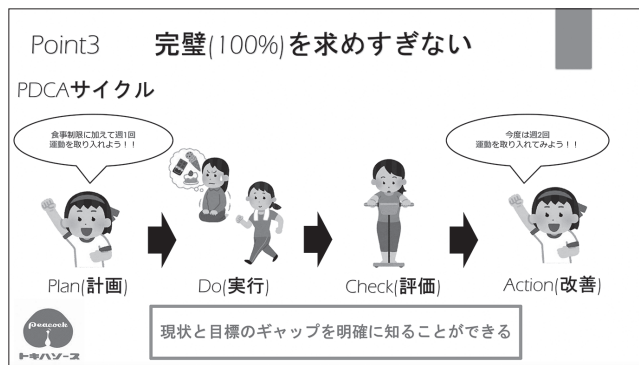 Point3 完璧(100%)を求めすぎない
PDCAサイクル
食事制限に加えて週1回
運動を取り入れよう！！
今度は週2回
運動を取り入れてみよう！！
Plan(計画)
Do(実行)
Check(評価)
Action(改善)
Peacock
トキハソース
現状と目標のギャップを明確に知ることができる